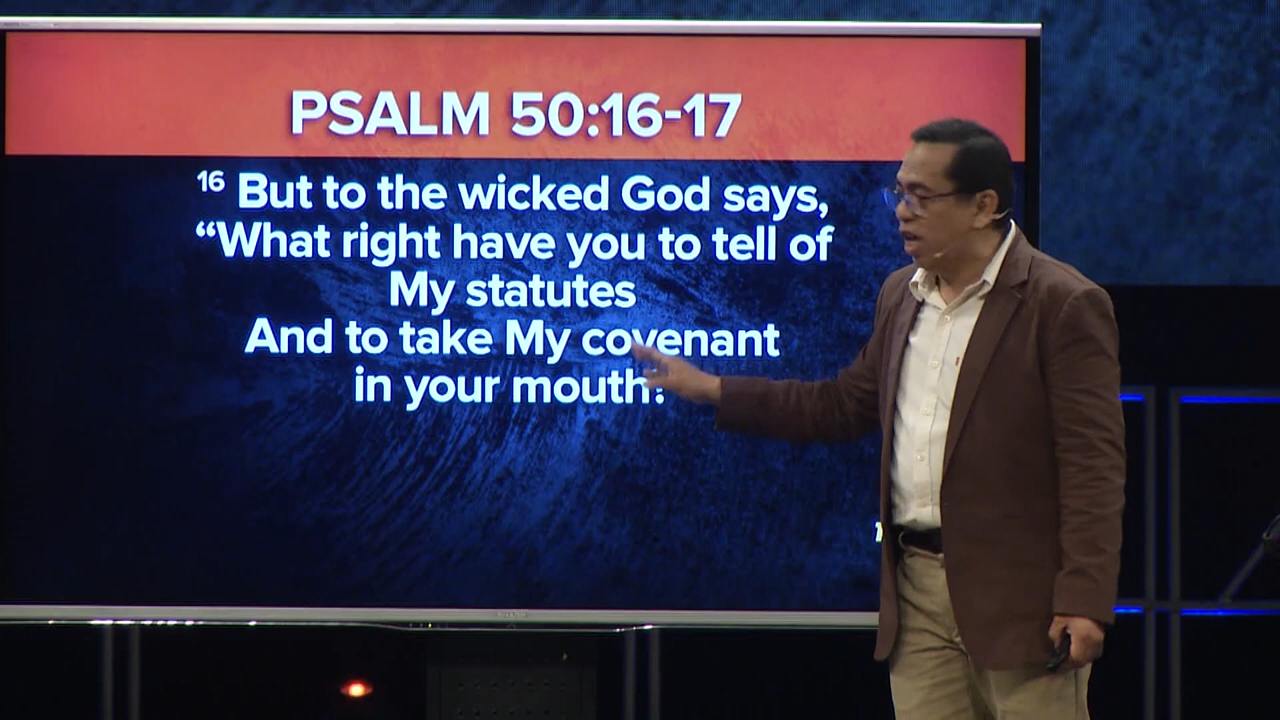 PSALM 50:16-17
16 But to the wicked God says,
“What right have you to tell of
My statutes
And to take My covenant
in your mouth?